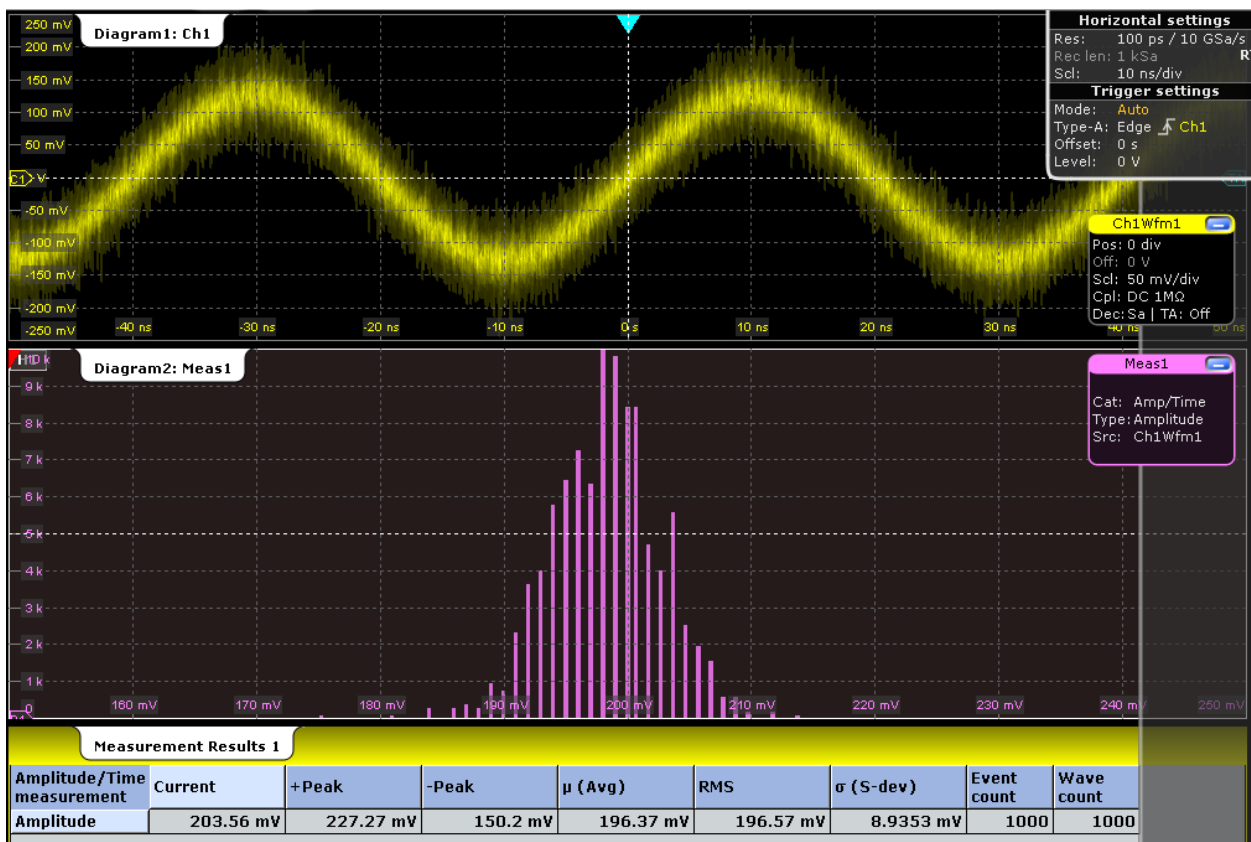 Diagram1: Ch1
250 mV
200 mV
150 mV
100 mV
50 mV
C1 V
-50 mV
-100 mV
-150 mV
-200 mV
-250 mV
-40 ns
-30 ns
-20 ns
-10 ns
0 s
10 ns
20 ns
30 ns
40 ns
50 ns
Horizontal settings
Res: 100 ps / 10 GSa/s
Rec len: 1 kSa
R
Scl: 10 ns/div
Trigger settings
Mode: Auto
Type-A: Edge Ch1
Offset: 0 s
Level: 0 V
Ch1Wfm1
Pos: 0 div
Off: 0 V
Scl: 50 mV/div
Cpl: DC 1MΩ
Dec: Sa | TA: Off
Diagram2: Meas1
10 k
9 k
8 k
7 k
6 k
5 k
4 k
3 k
2 k
1 k
0
160 mV
170 mV
180 mV
190 mV
200 mV
210 mV
220 mV
230 mV
240 mV
250 mV
Meas1
Cat: Amp/Time
Type: Amplitude
Src: Ch1Wfm1
Measurement Results 1
Amplitude/Time measurement Current +Peak -Peak µ (Avg) RMS σ (S-dev) Event count Wave count
Amplitude 203.56 mV 227.27 mV 150.2 mV 196.37 mV 196.57 mV 8.9353 mV 1000 1000